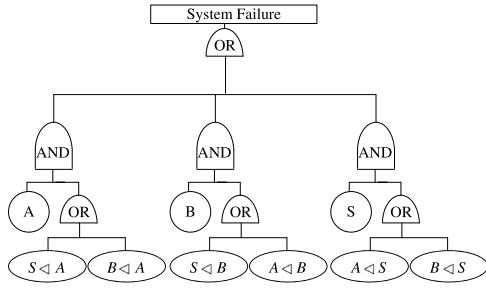 System Failure
OR
AND AND AND
A OR B OR S OR
S ◁ A B ◁ A S ◁ B A ◁ B A ◁ S B ◁ S